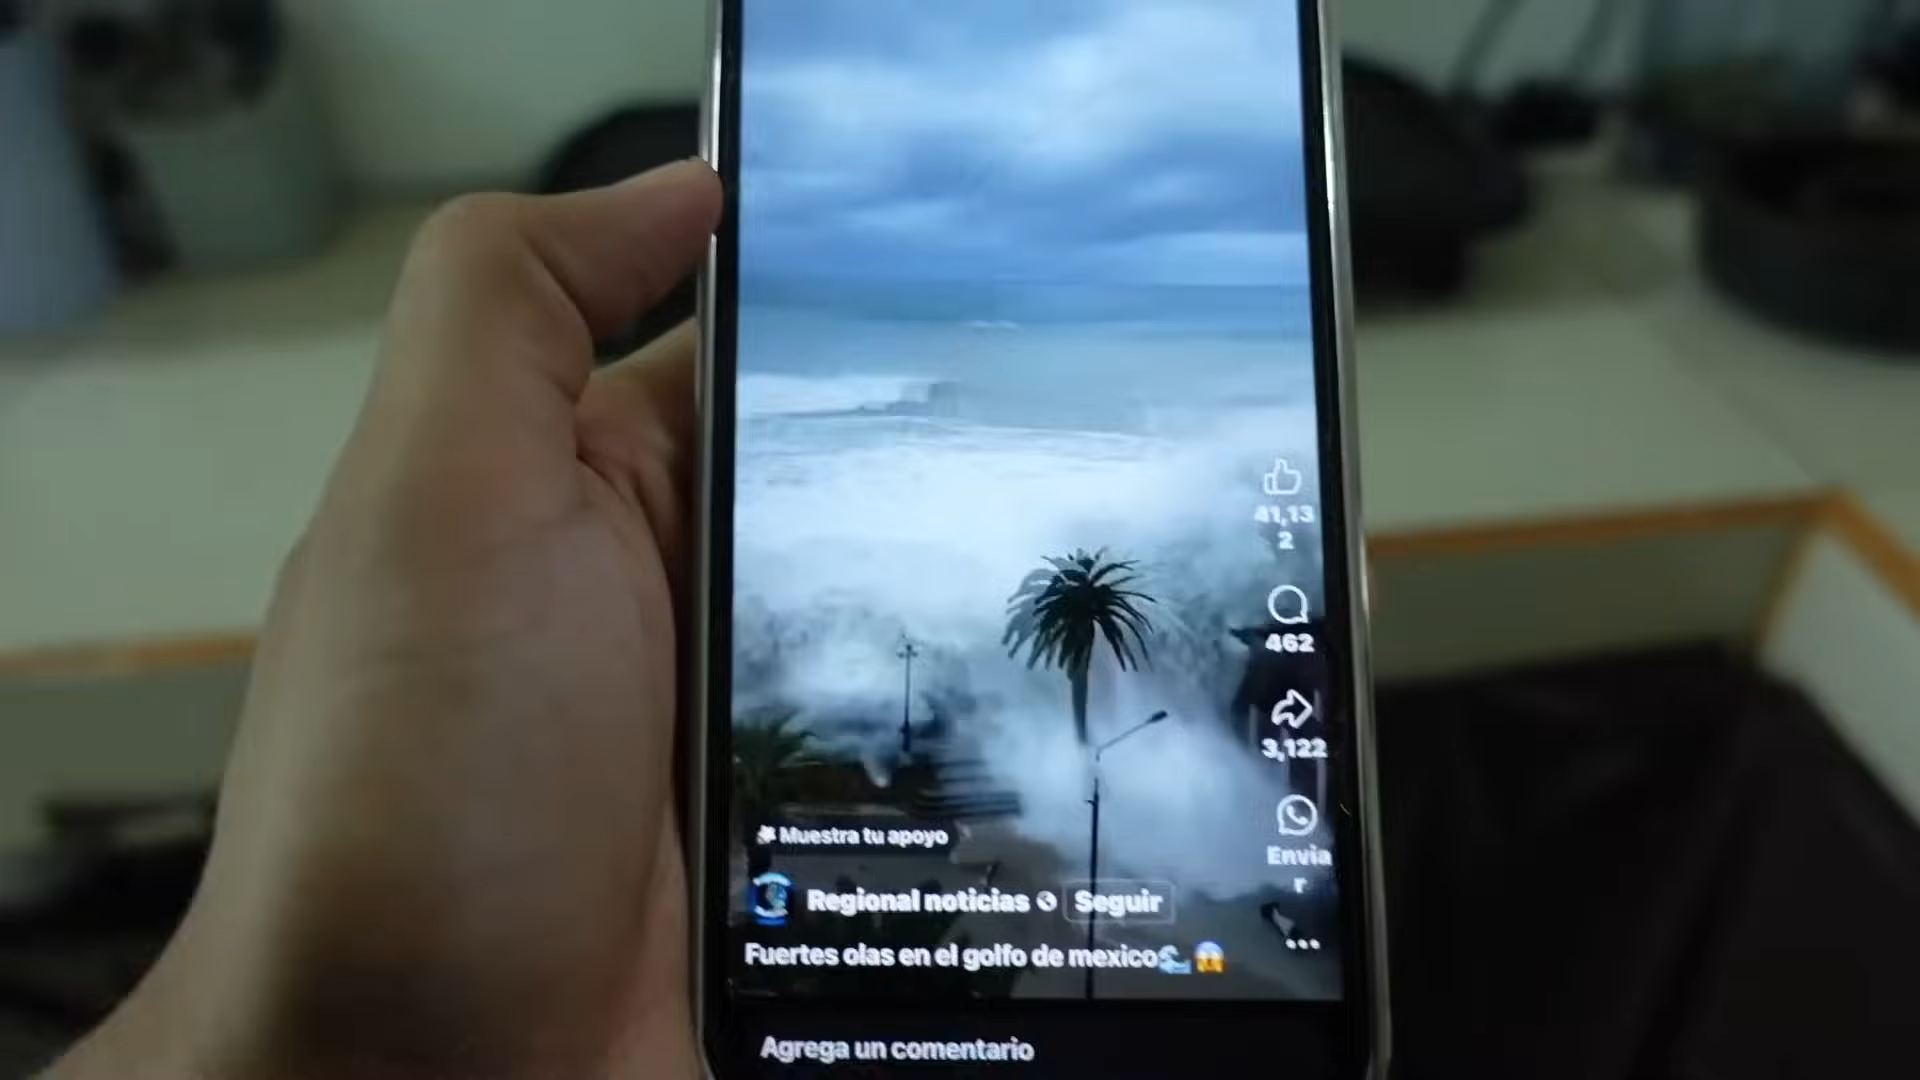 41,13
2
462
3,122
Envia
r
Muestra tu apoyo
Regional noticias Seguir
Fuertes olas en el golfo de mexico🌊 😱
Agrega un comentario